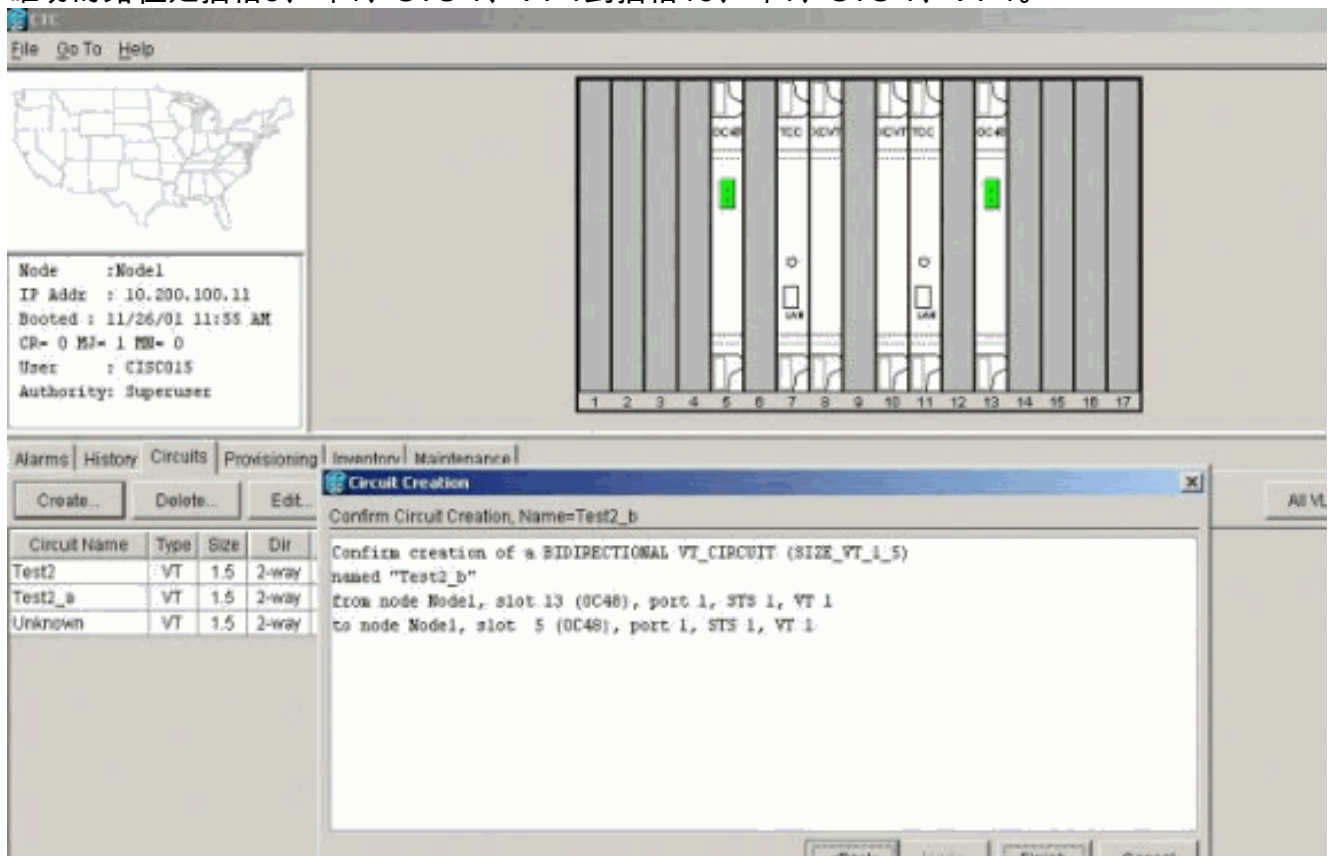 CTC
File Go To Help
OC48 TCC XCVT XCVT TCC OC48
LAN LAN
1 2 3 4 5 6 7 8 9 10 11 12 13 14 15 16 17
Node :Node1
IP Addr : 10.200.100.11
Booted : 11/26/01 11:55 AM
CR= 0 MJ= 1 MN= 0
User : CISCO15
Authority: Superuser
Alarms History Circuits Provisioning Inventory Maintenance
Create... Delete... Edit...
All VL
Circuit Name Type Size Dir
Test2 VT 1.5 2-way
Test2_a VT 1.5 2-way
Unknown VT 1.5 2-way
Circuit Creation
Confirm Circuit Creation, Name=Test2_b
Confirm creation of a BIDIRECTIONAL VT_CIRCUIT (SIZE_VT_1_5)
named "Test2_b"
from node Node1, slot 13 (OC48), port 1, STS 1, VT 1
to node Node1, slot 5 (OC48), port 1, STS 1, VT 1